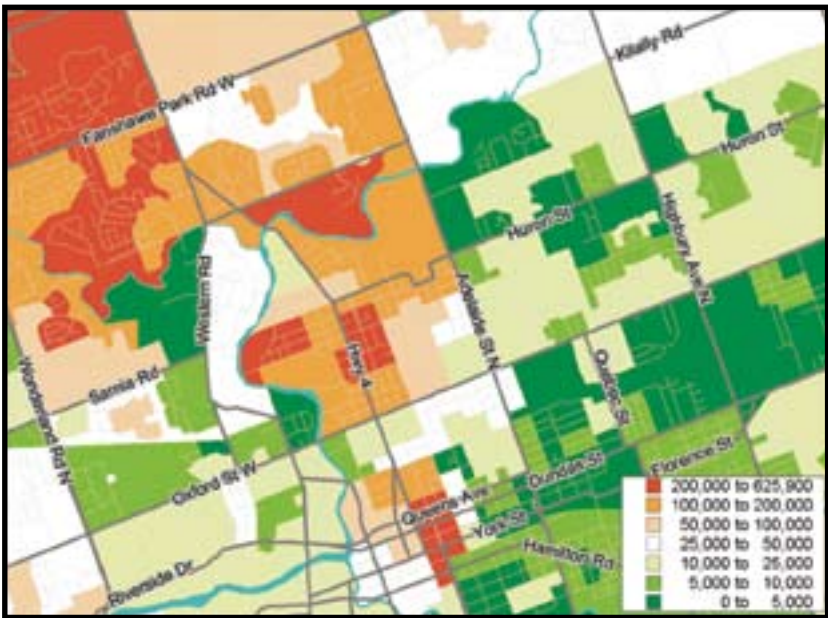 Kilally Rd
Fanshawe Park Rd W
Huron St
Huron St
Highbury Ave N
Western Rd
Adelaide St N
Hwy 4
Wonderland Rd N
Sarnia Rd
Quebec St
Oxford St W
Dundas St
Florence St
Queens Ave
York St
Hamilton Rd
Riverside Dr
200,000 to 625,900
100,000 to 200,000
50,000 to 100,000
25,000 to 50,000
10,000 to 25,000
5,000 to 10,000
0 to 5,000